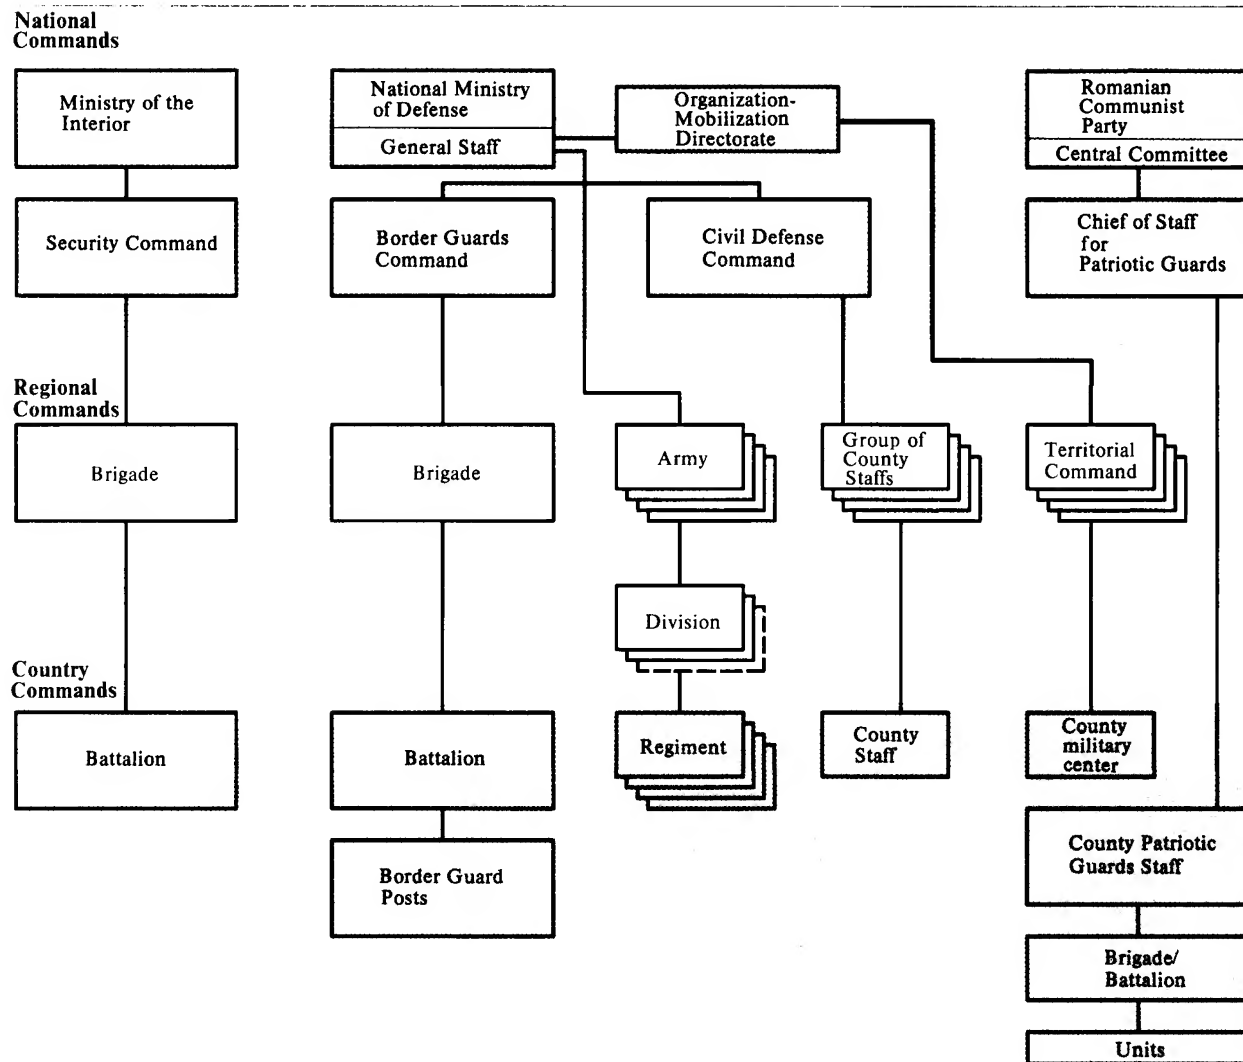 National
Commands
Ministry of the
Interior
National Ministry
of Defense
General Staff
Organization-
Mobilization
Directorate
Romanian
Communist
Party
Central Committee
Security Command
Border Guards
Command
Civil Defense
Command
Chief of Staff
for
Patriotic Guards
Regional
Commands
Brigade
Brigade
Army
Group of
County
Staffs
Territorial
Command
Division
Country
Commands
Battalion
Battalion
Regiment
County
Staff
County
military
center
Border Guard
Posts
County Patriotic
Guards Staff
Brigade/
Battalion
Units